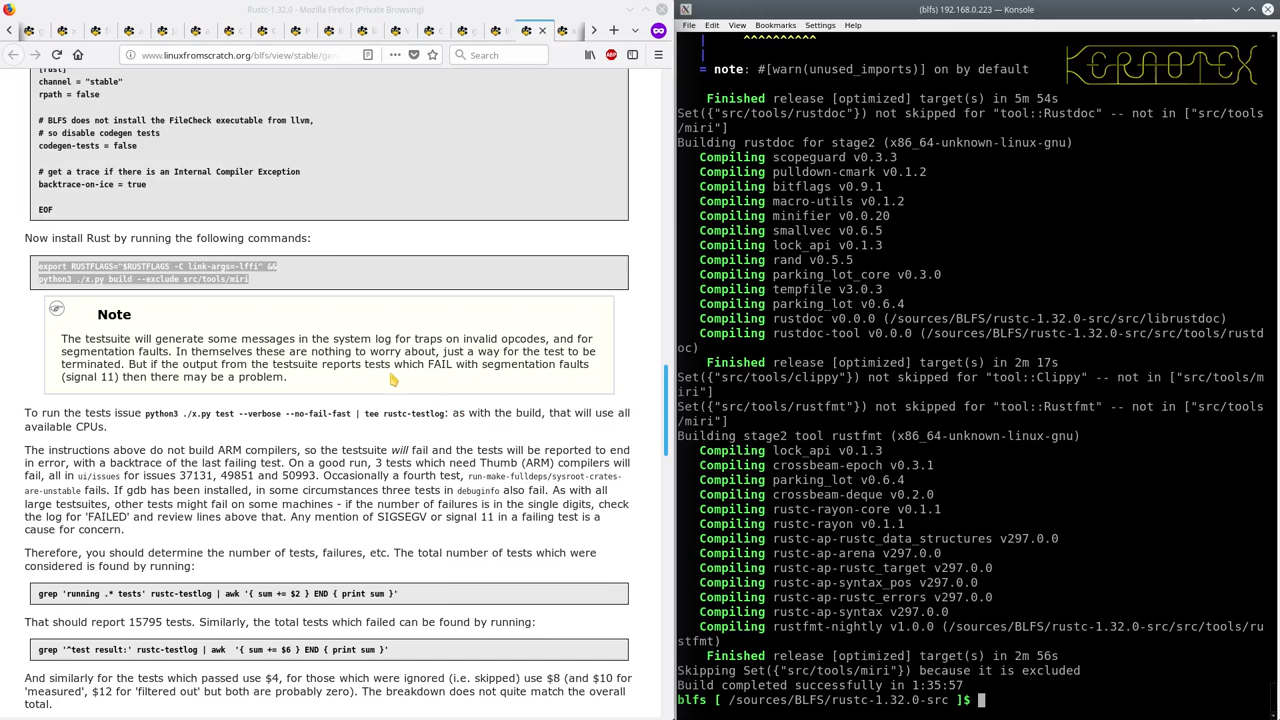 Rustc-1.32.0 - Mozilla Firefox (Private Browsing)
www.linuxfromscratch.org/blfs/view/stable/gen
Search
[rust]
channel = "stable"
rpath = false
# BLFS does not install the FileCheck executable from llvm,
# so disable codegen tests
codegen-tests = false
# get a trace if there is an Internal Compiler Exception
backtrace-on-ice = true
EOF
Now install Rust by running the following commands:
export RUSTFLAGS="$RUSTFLAGS -C link-args=-lffi" &&
python3 ./x.py build --exclude src/tools/miri
Note
The testsuite will generate some messages in the system log for traps on invalid opcodes, and for
segmentation faults. In themselves these are nothing to worry about, just a way for the test to be
terminated. But if the output from the testsuite reports tests which FAIL with segmentation faults
(signal 11) then there may be a problem.
To run the tests issue python3 ./x.py test --verbose --no-fail-fast | tee rustc-testlog: as with the build, that will use all
available CPUs.
The instructions above do not build ARM compilers, so the testsuite will fail and the tests will be reported to end
in error, with a backtrace of the last failing test. On a good run, 3 tests which need Thumb (ARM) compilers will
fail, all in ui/issues for issues 37131, 49851 and 50993. Occasionally a fourth test, run-make-fulldeps/sysroot-crates-
are-unstable fails. If gdb has been installed, in some circumstances three tests in debuginfo also fail. As with all
large testsuites, other tests might fail on some machines - if the number of failures is in the single digits, check
the log for 'FAILED' and review lines above that. Any mention of SIGSEGV or signal 11 in a failing test is a
cause for concern.
Therefore, you should determine the number of tests, failures, etc. The total number of tests which were
considered is found by running:
grep 'running .* tests' rustc-testlog | awk '{ sum += $2 } END { print sum }'
That should report 15795 tests. Similarly, the total tests which failed can be found by running:
grep '^test result:' rustc-testlog | awk  '{ sum += $6 } END { print sum }'
And similarly for the tests which passed use $4, for those which were ignored (i.e. skipped) use $8 (and $10 for
'measured', $12 for 'filtered out' but both are probably zero). The breakdown does not quite match the overall
total.
(blfs) 192.168.0.223 — Konsole
File Edit View Bookmarks Settings Help
KERAOTEX
| ^^^^^^^^^^
|
= note: #[warn(unused_imports)] on by default
Finished release [optimized] target(s) in 5m 54s
Set({"src/tools/rustdoc"}) not skipped for "tool::Rustdoc" -- not in ["src/tools
/miri"]
Building rustdoc for stage2 (x86_64-unknown-linux-gnu)
Compiling scopeguard v0.3.3
Compiling pulldown-cmark v0.1.2
Compiling bitflags v0.9.1
Compiling macro-utils v0.1.2
Compiling minifier v0.0.20
Compiling smallvec v0.6.5
Compiling lock_api v0.1.3
Compiling rand v0.5.5
Compiling parking_lot_core v0.3.0
Compiling tempfile v3.0.3
Compiling parking_lot v0.6.4
Compiling rustdoc v0.0.0 (/sources/BLFS/rustc-1.32.0-src/src/librustdoc)
Compiling rustdoc-tool v0.0.0 (/sources/BLFS/rustc-1.32.0-src/src/tools/rustd
oc)
Finished release [optimized] target(s) in 2m 17s
Set({"src/tools/clippy"}) not skipped for "tool::Clippy" -- not in ["src/tools/m
iri"]
Set({"src/tools/rustfmt"}) not skipped for "tool::Rustfmt" -- not in ["src/tools
/miri"]
Building stage2 tool rustfmt (x86_64-unknown-linux-gnu)
Compiling lock_api v0.1.3
Compiling crossbeam-epoch v0.3.1
Compiling parking_lot v0.6.4
Compiling crossbeam-deque v0.2.0
Compiling rustc-rayon-core v0.1.1
Compiling rustc-rayon v0.1.1
Compiling rustc-ap-rustc_data_structures v297.0.0
Compiling rustc-ap-arena v297.0.0
Compiling rustc-ap-rustc_target v297.0.0
Compiling rustc-ap-syntax_pos v297.0.0
Compiling rustc-ap-rustc_errors v297.0.0
Compiling rustc-ap-syntax v297.0.0
Compiling rustfmt-nightly v1.0.0 (/sources/BLFS/rustc-1.32.0-src/src/tools/ru
stfmt)
Finished release [optimized] target(s) in 2m 56s
Skipping Set({"src/tools/miri"}) because it is excluded
Build completed successfully in 1:35:57
blfs [ /sources/BLFS/rustc-1.32.0-src ]$